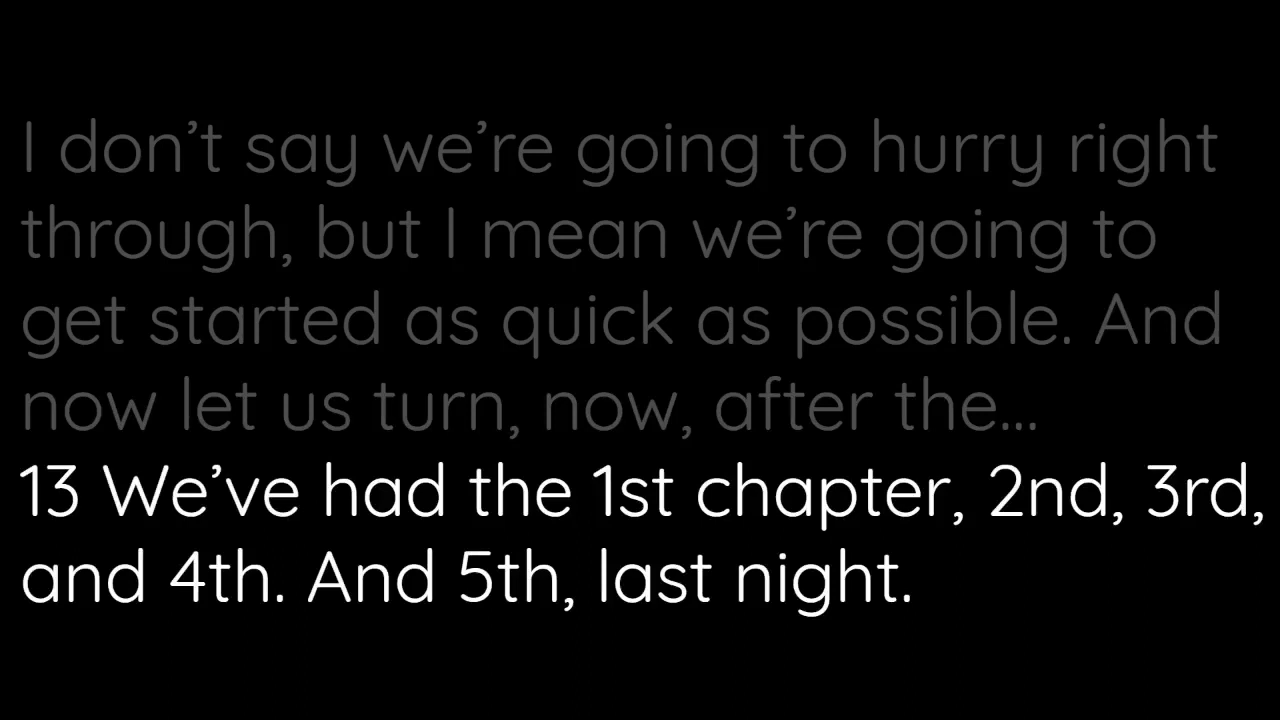 I don’t say we’re going to hurry right
through, but I mean we’re going to
get started as quick as possible. And
now let us turn, now, after the...
13 We’ve had the 1st chapter, 2nd, 3rd,
and 4th. And 5th, last night.